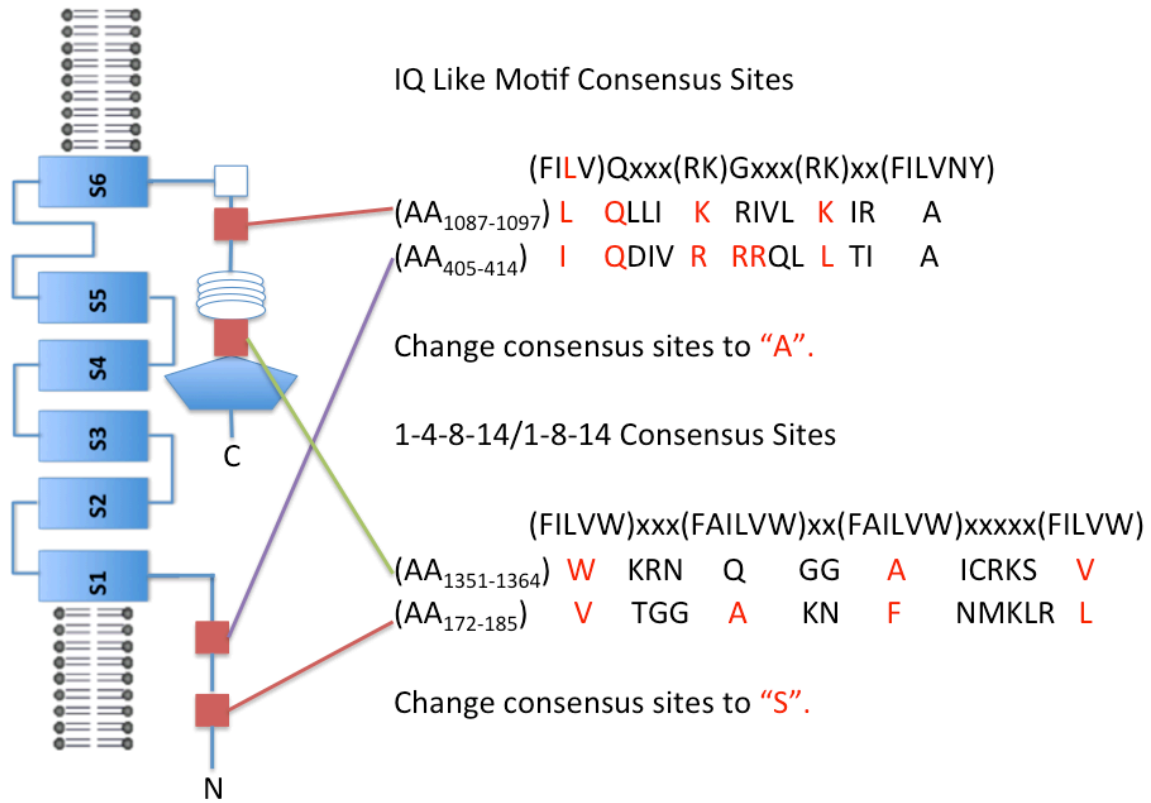 IQ Like Motif Consensus Sites
(FILV)Qxxx(RK)Gxxx(RK)xx(FILVNY)
(AA1087-1097) L QLLI K RIVL K IR A
(AA405-414) I QDIV R RRQL L TI A
Change consensus sites to “A”.
1-4-8-14/1-8-14 Consensus Sites
(FILVW)xxx(FAILVW)xx(FAILVW)xxxxx(FILVW)
(AA1351-1364) W KRN Q GG A ICRKS V
(AA172-185) V TGG A KN F NMKLR L
Change consensus sites to “S”.
S6
S5
S4
S3
S2
S1
C
N